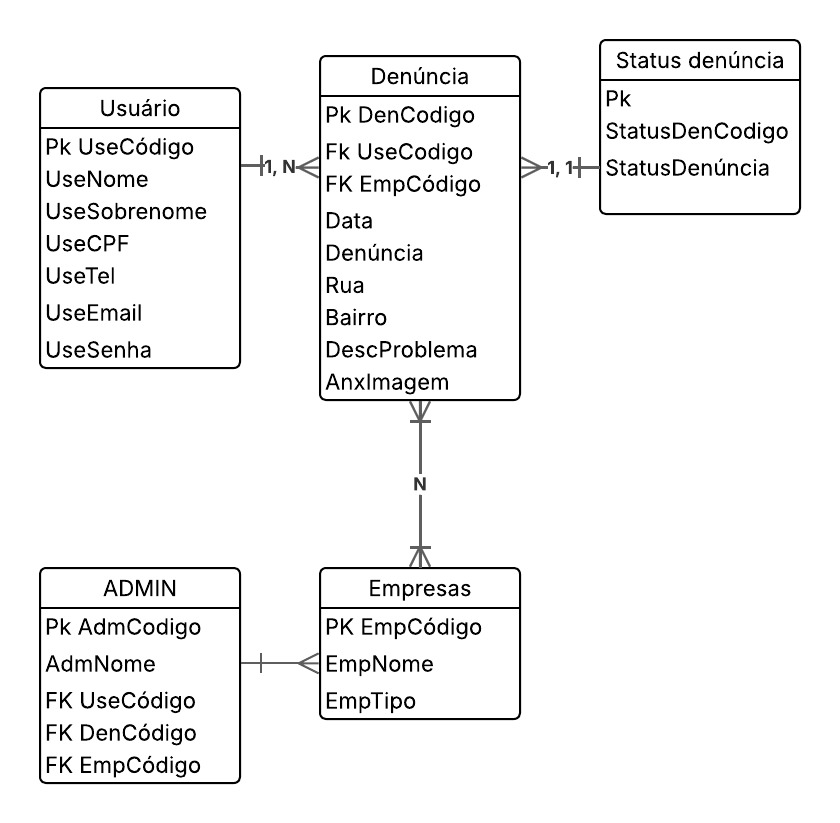 Usuário
Pk UseCódigo
UseNome
UseSobrenome
UseCPF
UseTel
UseEmail
UseSenha
1, N
Denúncia
Pk DenCodigo
Fk UseCodigo
FK EmpCódigo
Data
Denúncia
Rua
Bairro
DescProblema
AnxImagem
1, 1
Status denúncia
Pk
StatusDenCodigo
StatusDenúncia
N
ADMIN
Pk AdmCodigo
AdmNome
FK UseCódigo
FK DenCódigo
FK EmpCódigo
Empresas
PK EmpCódigo
EmpNome
EmpTipo